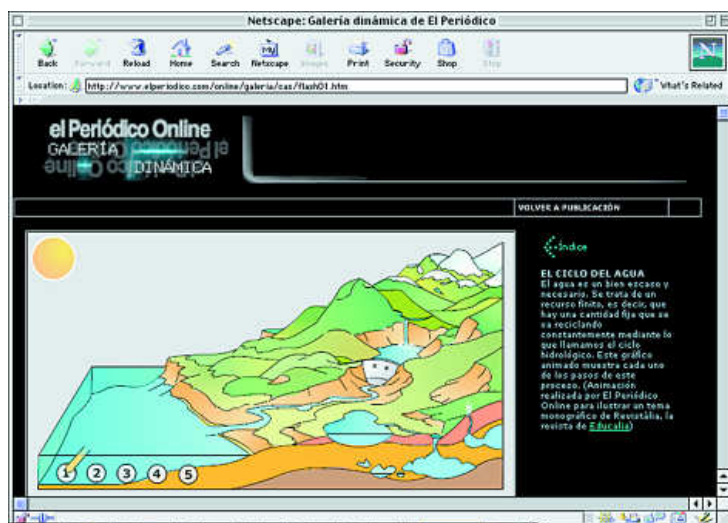 Netscape: Galería dinámica de El Periódico
Back Forward Reload Home Search Netscape Images Print Security Shop Stop
Location: http://www.elperiodico.com/online/galeria/cas/flash01.htm What's Related
el Periódico Online
GALERÍA
DINÁMICA
VOLVER A PUBLICACIÓN
Índice
EL CICLO DEL AGUA
El agua es un bien escaso y
necesario. Se trata de un
recurso finito, es decir, que
hay una cantidad fija que se
va reciclando
constantemente mediante lo
que llamamos el ciclo
hidrológico. Este gráfico
animado muestra cada uno
de los pasos de este
proceso. (Animación
realizada por El Periódico
Online para ilustrar un tema
monográfico de Revistàlia, la
revista de Educalia)
1 2 3 4 5